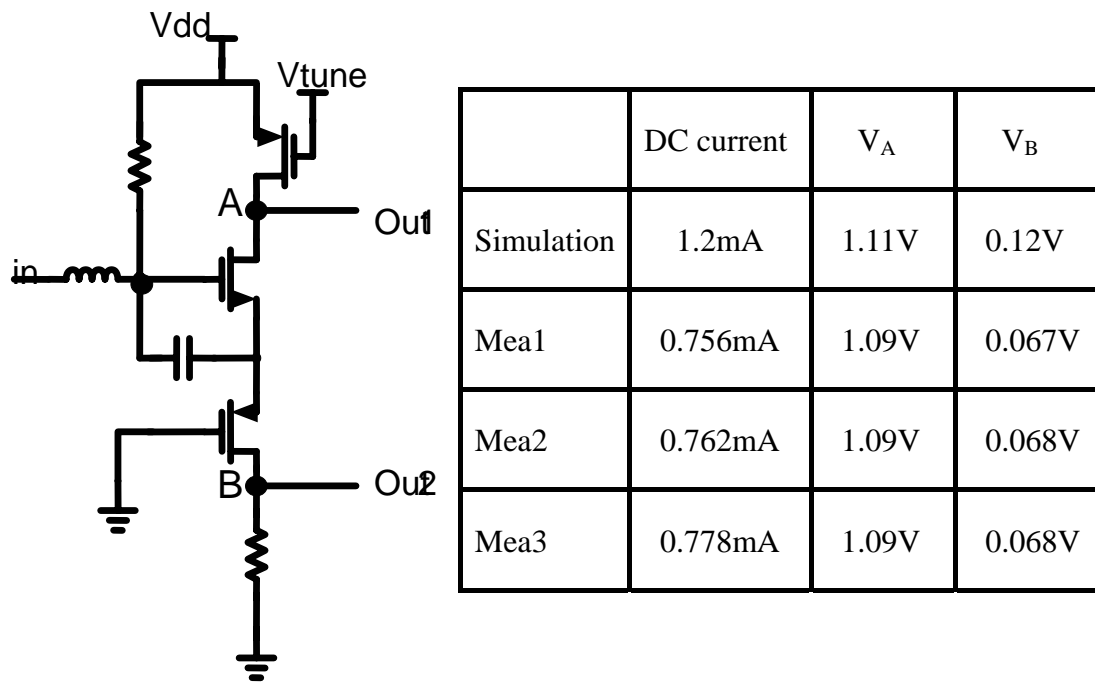 Vdd
Vtune
A
Out1
in
B
Out2
DC current VA VB
Simulation 1.2mA 1.11V 0.12V
Mea1 0.756mA 1.09V 0.067V
Mea2 0.762mA 1.09V 0.068V
Mea3 0.778mA 1.09V 0.068V